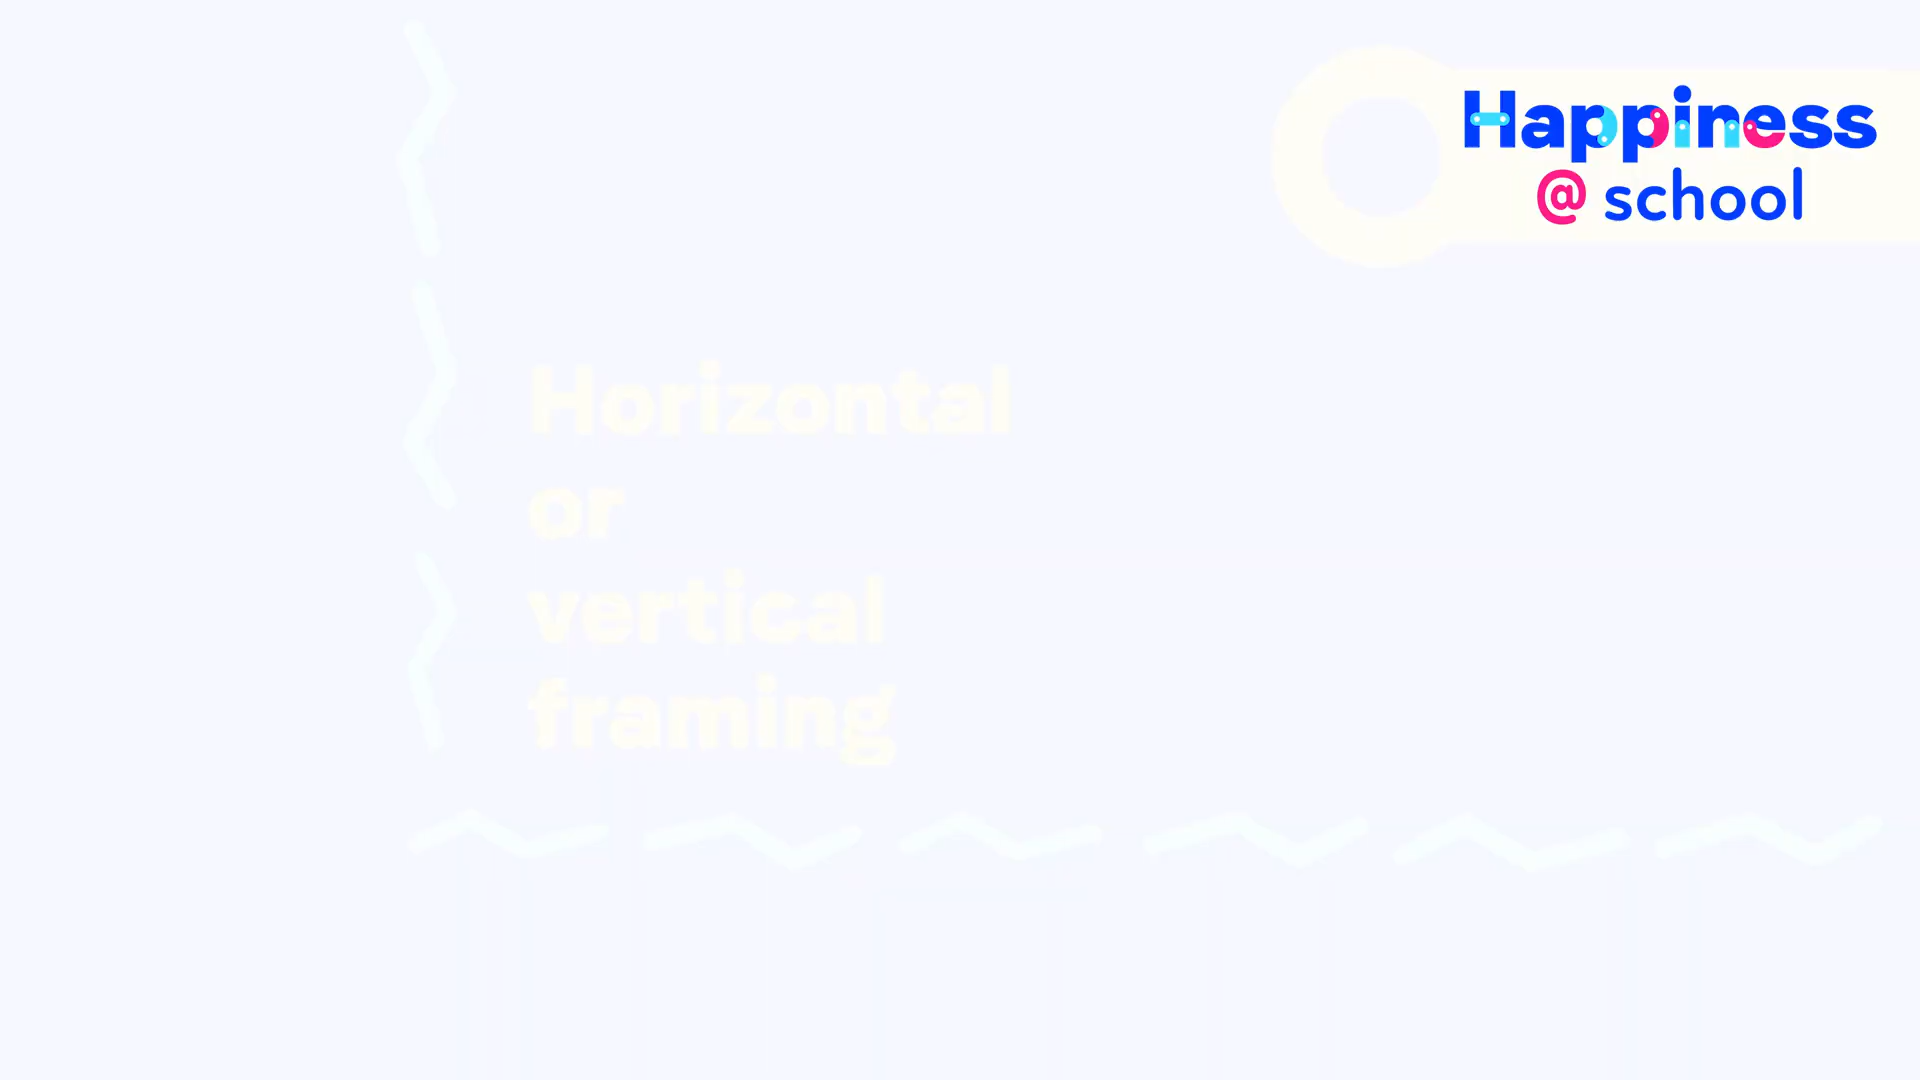 Happiness
@ school
Horizontal
or
vertical
framing